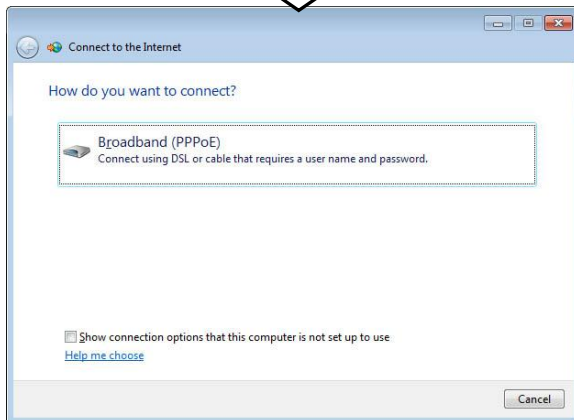 Connect to the Internet
How do you want to connect?
Broadband (PPPoE)
Connect using DSL or cable that requires a user name and password.
Show connection options that this computer is not set up to use
Help me choose
Cancel